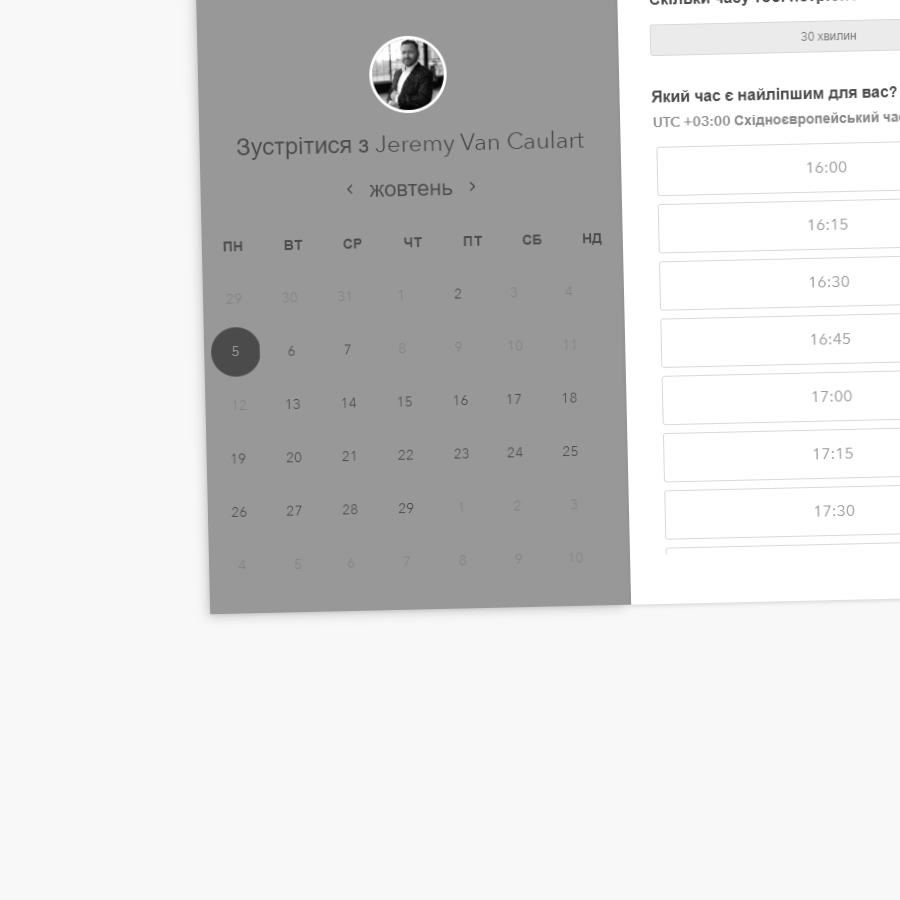 Зустрітися з Jeremy Van Caulart
жовтень
ПН ВТ СР ЧТ ПТ СБ НД
29 30 31 1 2 3 4
5 6 7 8 9 10 11
12 13 14 15 16 17 18
19 20 21 22 23 24 25
26 27 28 29 1 2 3
4 5 6 7 8 9 10
Скільки часу тобі
30 хвилин
Який час є найліпшим для вас?
UTC +03:00 Східноєвропейський
16:00
16:15
16:30
16:45
17:00
17:15
17:30